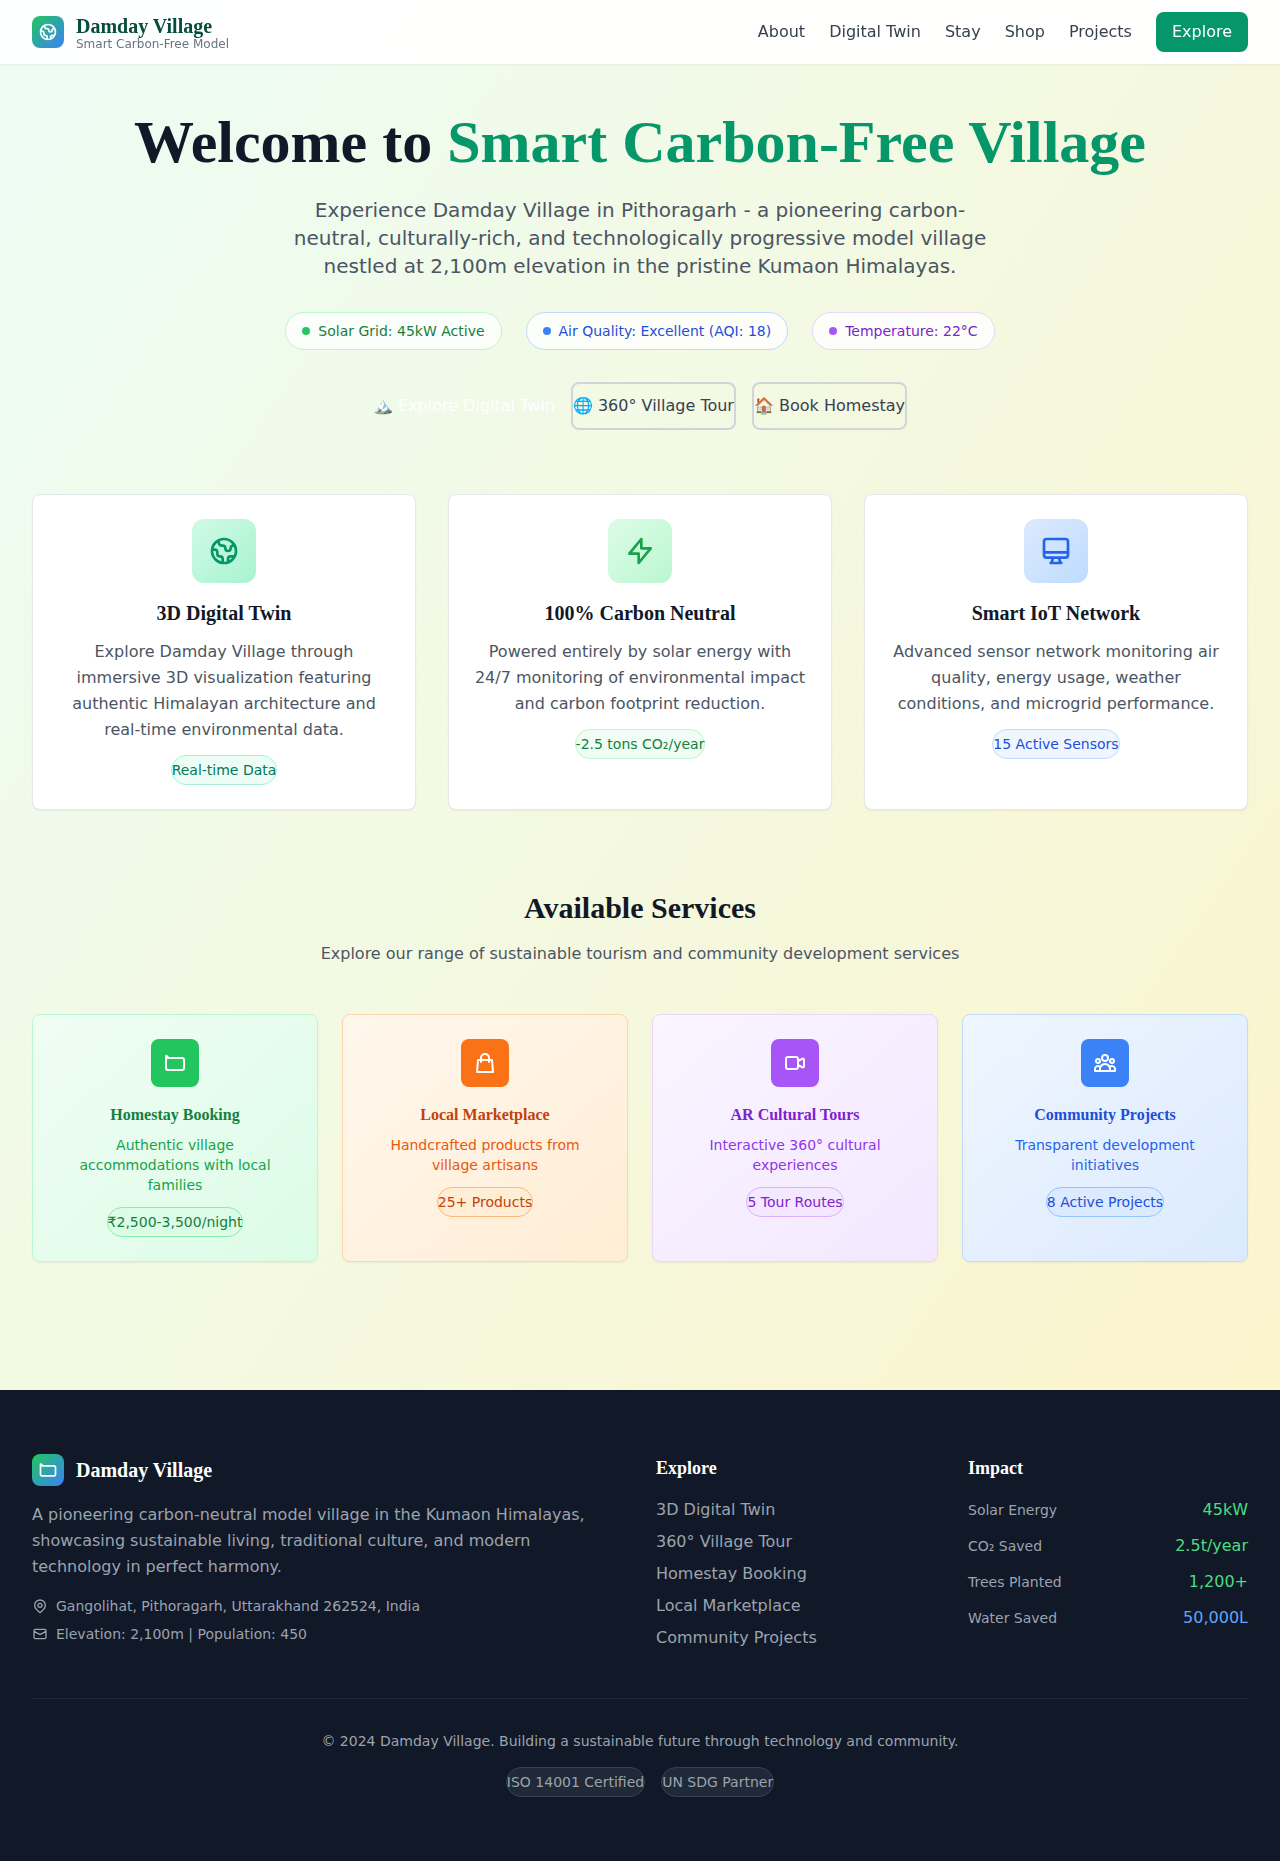 Damday Village
Smart Carbon-Free Model
About
Digital Twin
Stay
Shop
Projects
Explore
Welcome to Smart Carbon-Free Village
Experience Damday Village in Pithoragarh - a pioneering carbon-
neutral, culturally-rich, and technologically progressive model village
nestled at 2,100m elevation in the pristine Kumaon Himalayas.
Solar Grid: 45kW Active
Air Quality: Excellent (AQI: 18)
Temperature: 22°C
🏔️ Explore Digital Twin
🌐 360° Village Tour
🏠 Book Homestay
3D Digital Twin
Explore Damday Village through
immersive 3D visualization featuring
authentic Himalayan architecture and
real-time environmental data.
Real-time Data
100% Carbon Neutral
Powered entirely by solar energy with
24/7 monitoring of environmental impact
and carbon footprint reduction.
-2.5 tons CO₂/year
Smart IoT Network
Advanced sensor network monitoring air
quality, energy usage, weather
conditions, and microgrid performance.
15 Active Sensors
Available Services
Explore our range of sustainable tourism and community development services
Homestay Booking
Authentic village
accommodations with local
families
₹2,500-3,500/night
Local Marketplace
Handcrafted products from
village artisans
25+ Products
AR Cultural Tours
Interactive 360° cultural
experiences
5 Tour Routes
Community Projects
Transparent development
initiatives
8 Active Projects
Damday Village
A pioneering carbon-neutral model village in the Kumaon Himalayas,
showcasing sustainable living, traditional culture, and modern
technology in perfect harmony.
Gangolihat, Pithoragarh, Uttarakhand 262524, India
Elevation: 2,100m | Population: 450
Explore
3D Digital Twin
360° Village Tour
Homestay Booking
Local Marketplace
Community Projects
Impact
Solar Energy 45kW
CO₂ Saved 2.5t/year
Trees Planted 1,200+
Water Saved 50,000L
© 2024 Damday Village. Building a sustainable future through technology and community.
ISO 14001 Certified
UN SDG Partner